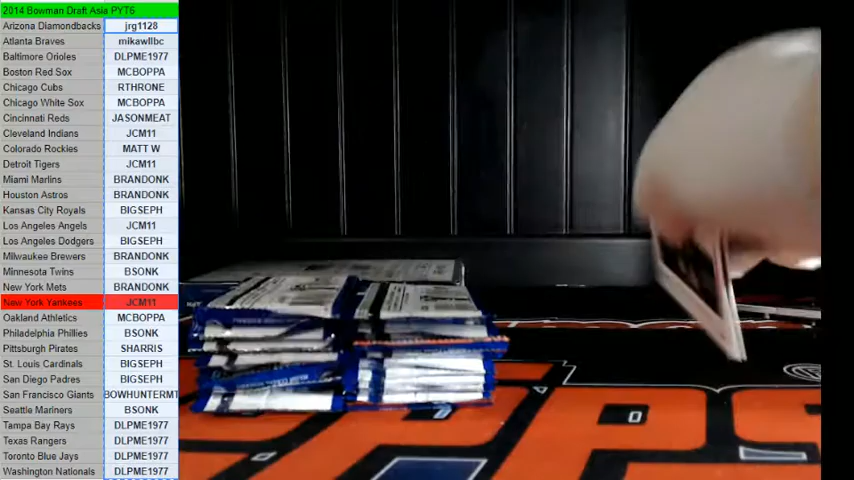 2014 Bowman Draft Asia PYT5
Arizona Diamondbacks jrg1128
Atlanta Braves mikawllbc
Baltimore Orioles DLPME1977
Boston Red Sox MCBOPPA
Chicago Cubs RTHRONE
Chicago White Sox MCBOPPA
Cincinnati Reds JASONMEAT
Cleveland Indians JCM11
Colorado Rockies MATT W
Detroit Tigers JCM11
Miami Marlins BRANDONK
Houston Astros BRANDONK
Kansas City Royals BIGSEPH
Los Angeles Angels JCM11
Los Angeles Dodgers BIGSEPH
Milwaukee Brewers BRANDONK
Minnesota Twins BSONK
New York Mets BRANDONK
New York Yankees JCM11
Oakland Athletics MCBOPPA
Philadelphia Phillies BSONK
Pittsburgh Pirates SHARRIS
St. Louis Cardinals BIGSEPH
San Diego Padres BIGSEPH
San Francisco Giants BOWHUNTERMT
Seattle Mariners BSONK
Tampa Bay Rays DLPME1977
Texas Rangers DLPME1977
Toronto Blue Jays DLPME1977
Washington Nationals DLPME1977